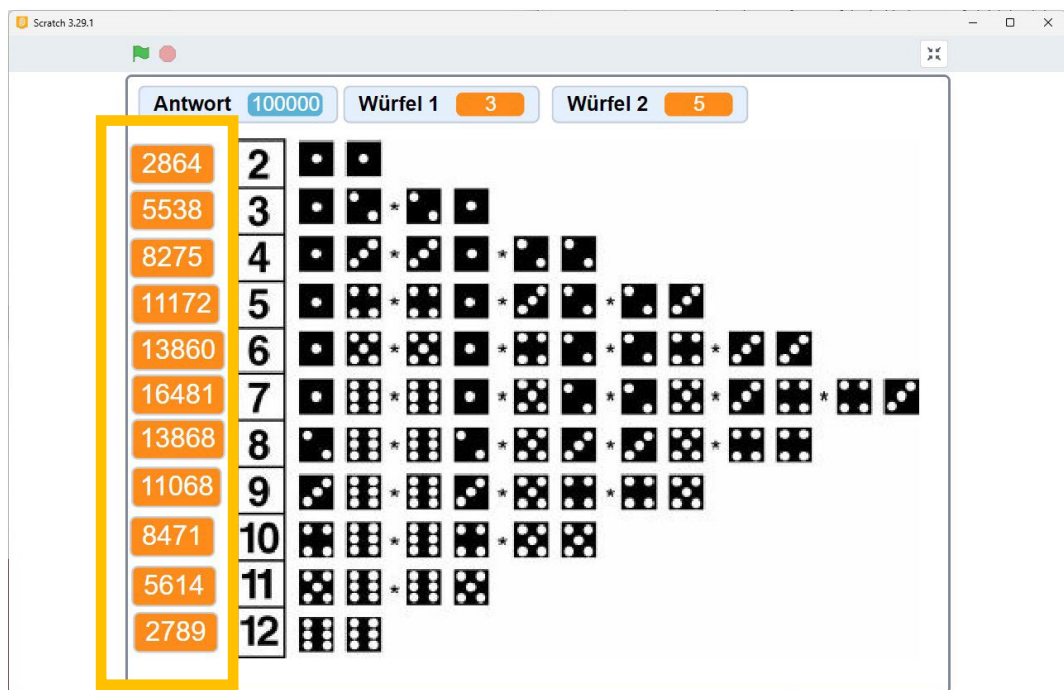 Scratch 3.29.1
Antwort 100000 Würfel 1 3 Würfel 2 5
2864 2
5538 3 *
8275 4 * *
11172 5 * * *
13860 6 * * * *
16481 7 * * * * *
13868 8 * * * *
11068 9 * * *
8471 10 * *
5614 11 *
2789 12